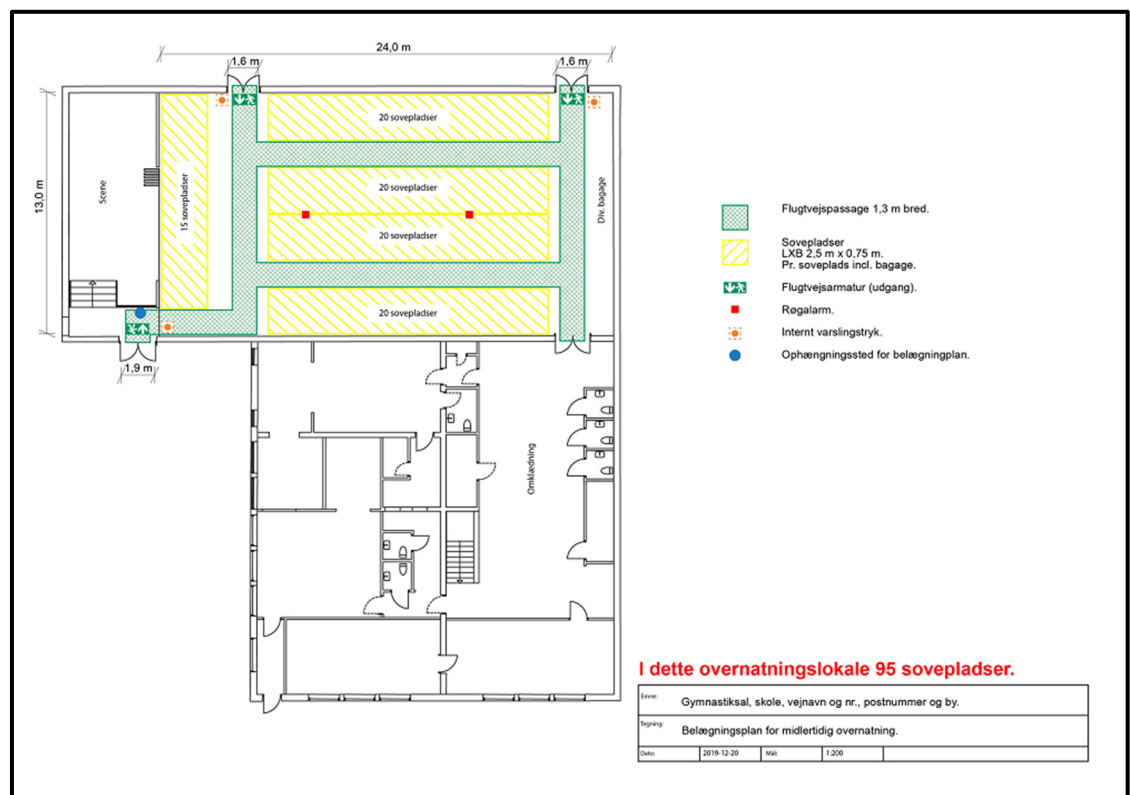 24,0 m
1,6 m
1,6 m
13,0 m
Scene
15 sovepladser
20 sovepladser
20 sovepladser
20 sovepladser
20 sovepladser
Div. bagage
1,9 m
Omklædning
Flugtvejspassage 1,3 m bred.
Sovepladser
LXB 2,5 m x 0,75 m.
Pr. soveplads incl. bagage.
Flugtvejsarmatur (udgang).
Røgalarm.
Internt varslingstryk.
Ophængningssted for belægningplan.
I dette overnatningslokale 95 sovepladser.
Emne: Gymnastiksal, skole, vejnavn og nr., postnummer og by.
Tegning: Belægningsplan for midlertidig overnatning.
Dato: 2019-12-20 Mål: 1:200